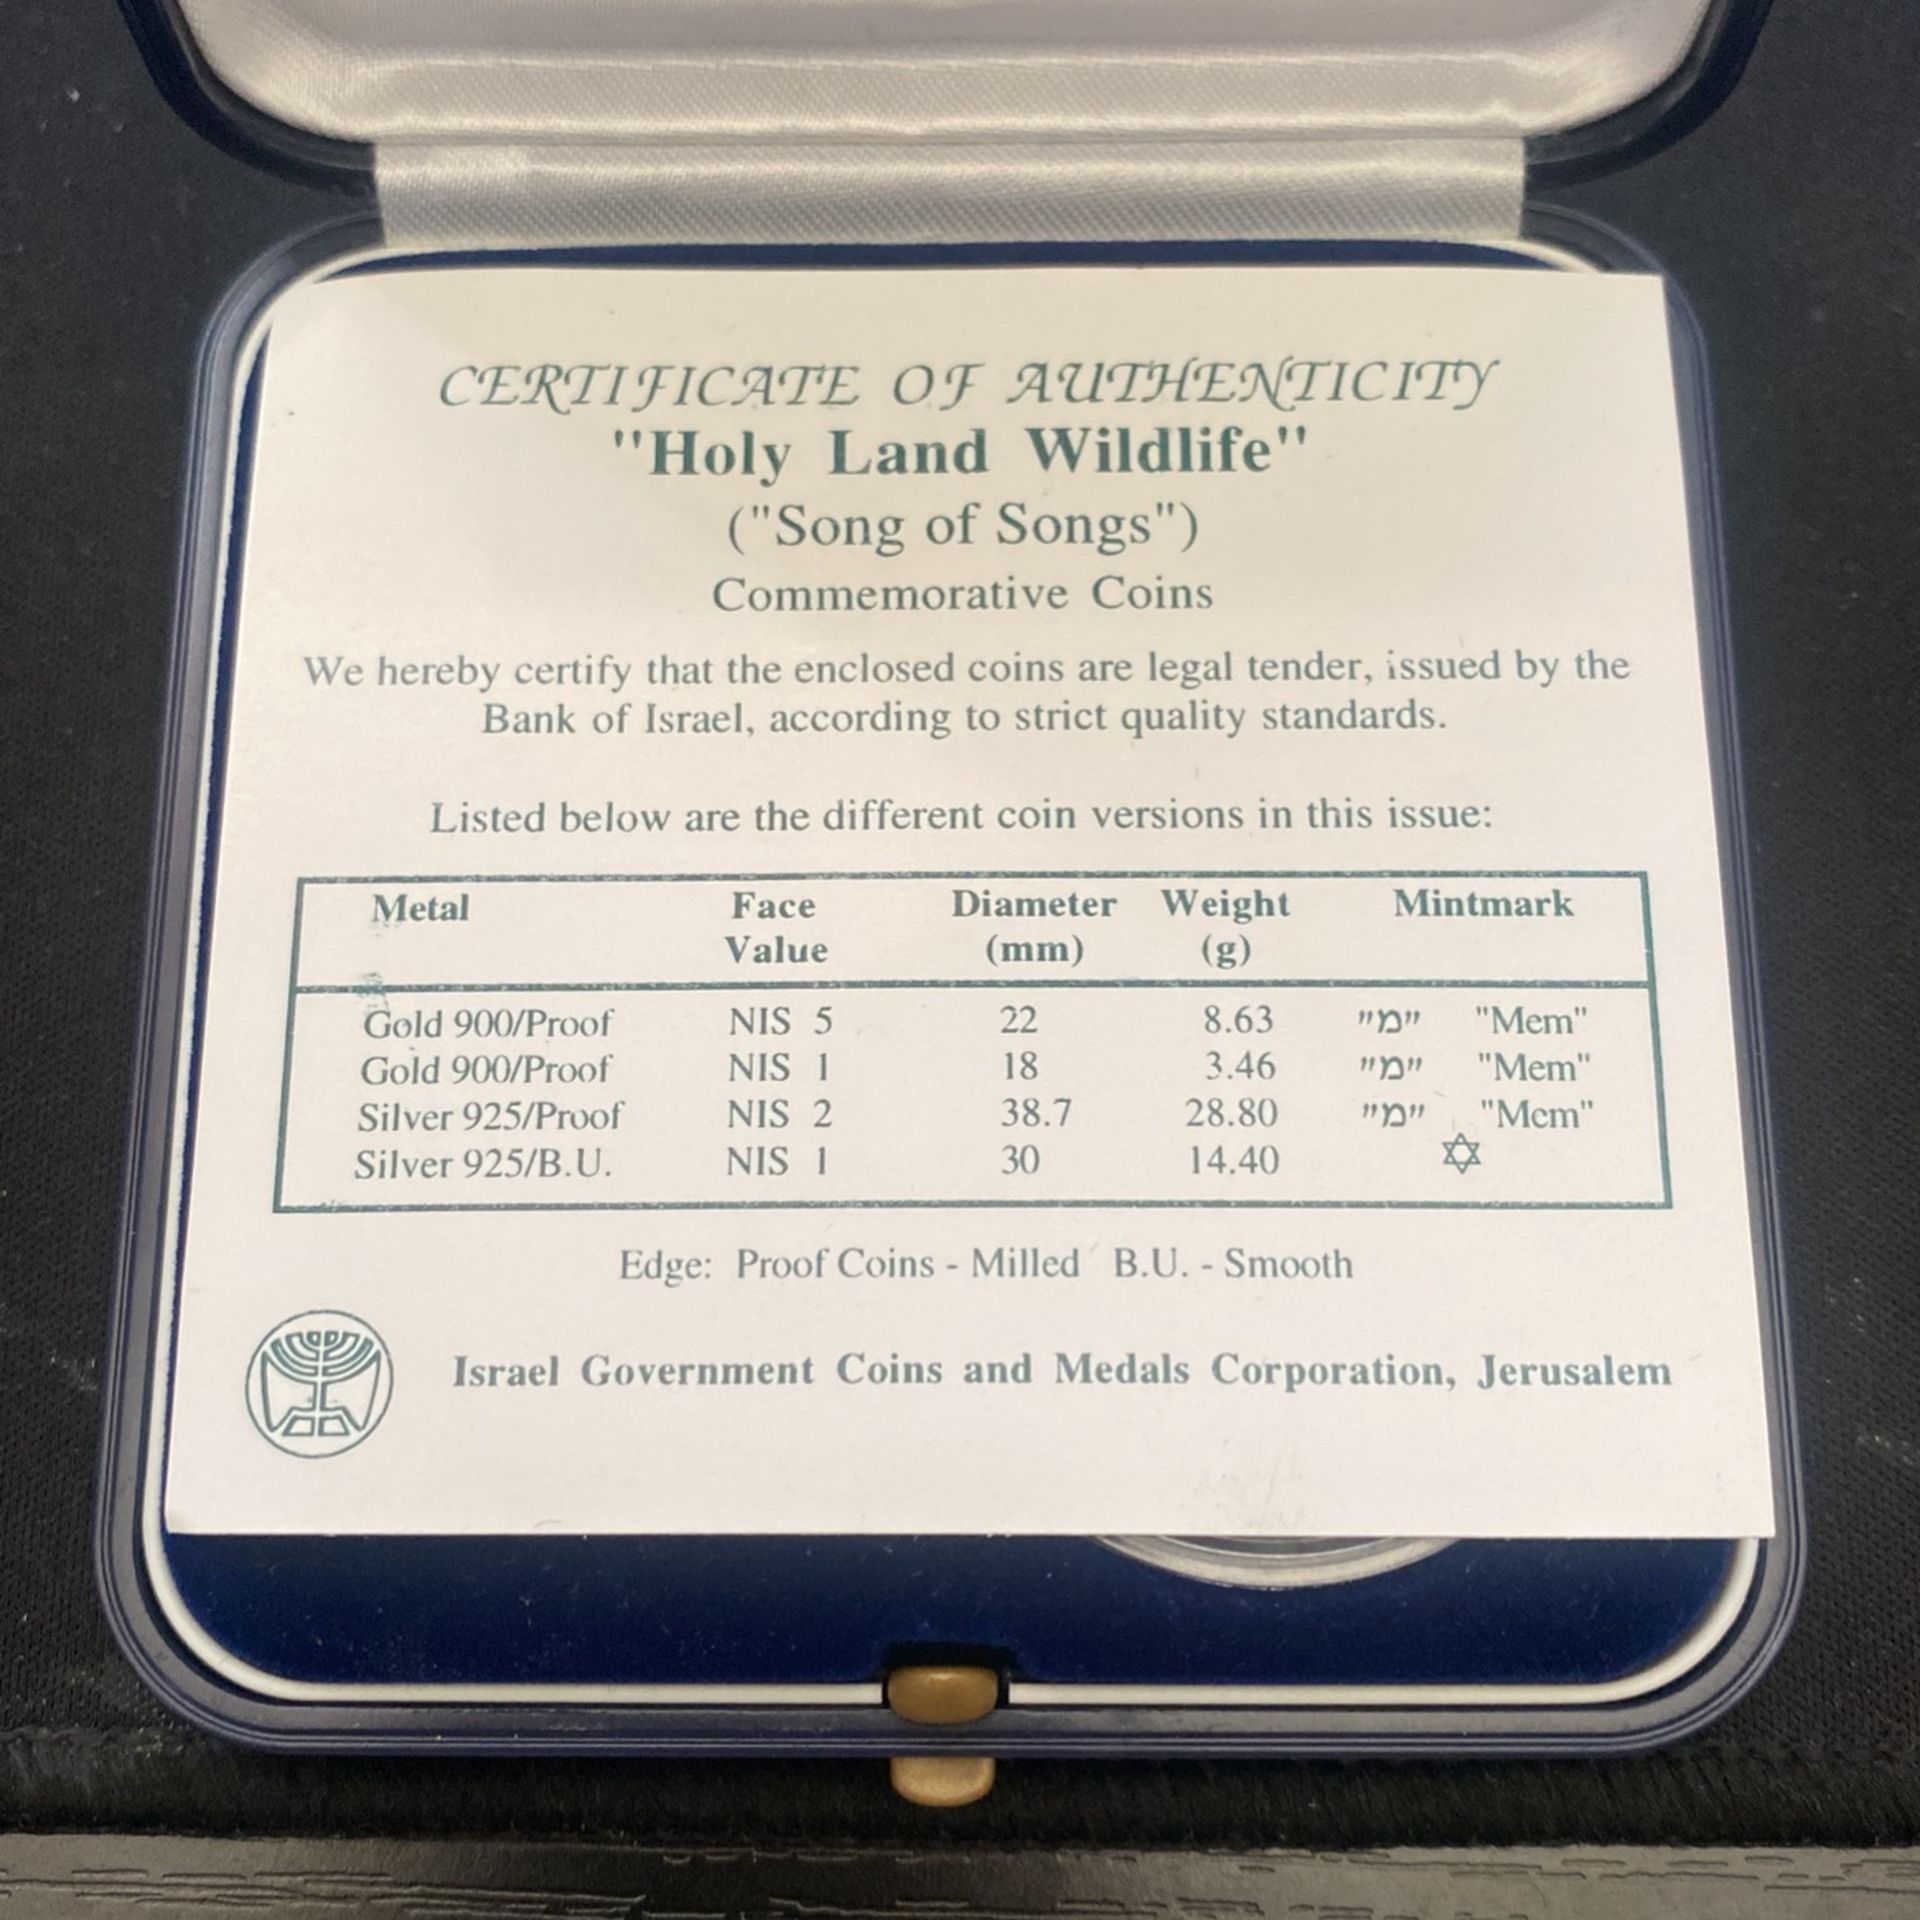 CERTIFICATE OF AUTHENTICITY
"Holy Land Wildlife"
("Song of Songs")
Commemorative Coins
We hereby certify that the enclosed coins are legal tender, issued by the
Bank of Israel, according to strict quality standards.
Listed below are the different coin versions in this issue:
Metal Face Diameter Weight Mintmark
Value (mm) (g)
Gold 900/Proof NIS 5 22 8.63 "מ" "Mem"
Gold 900/Proof NIS 1 18 3.46 "מ" "Mem"
Silver 925/Proof NIS 2 38.7 28.80 "מ" "Mem"
Silver 925/B.U. NIS 1 30 14.40 ✡
Edge: Proof Coins - Milled B.U. - Smooth
Israel Government Coins and Medals Corporation, Jerusalem